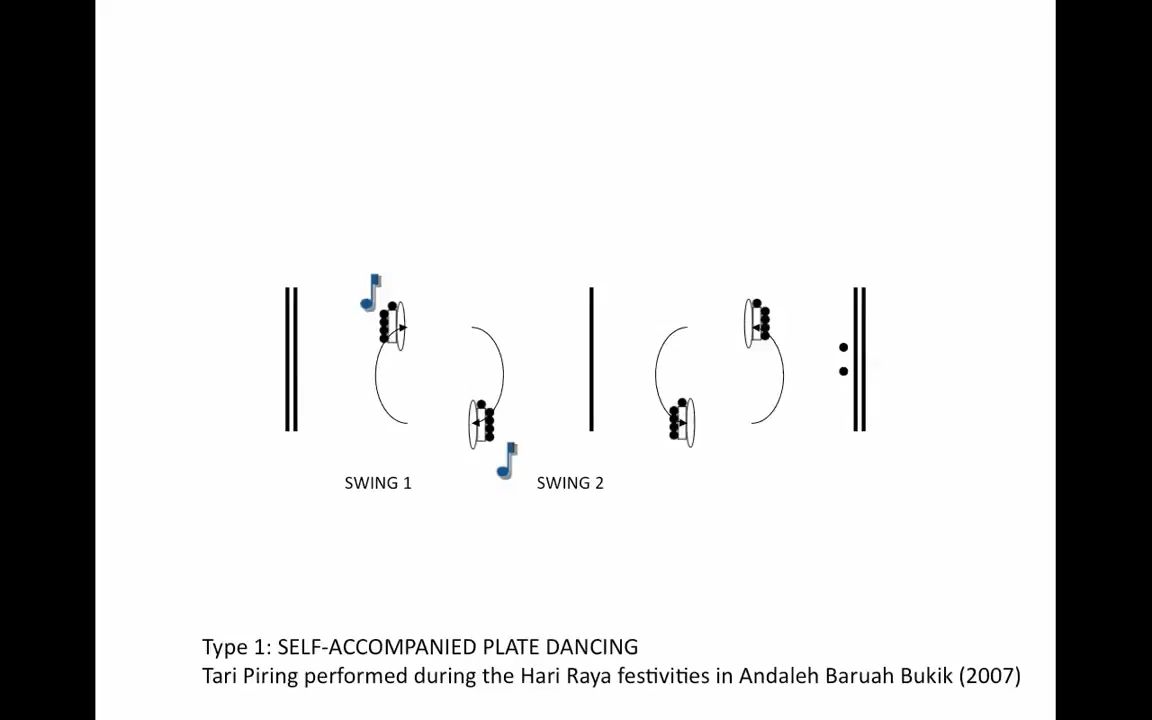 SWING 1
SWING 2
Type 1: SELF-ACCOMPANIED PLATE DANCING
Tari Piring performed during the Hari Raya festivities in Andaleh Baruah Bukik (2007)